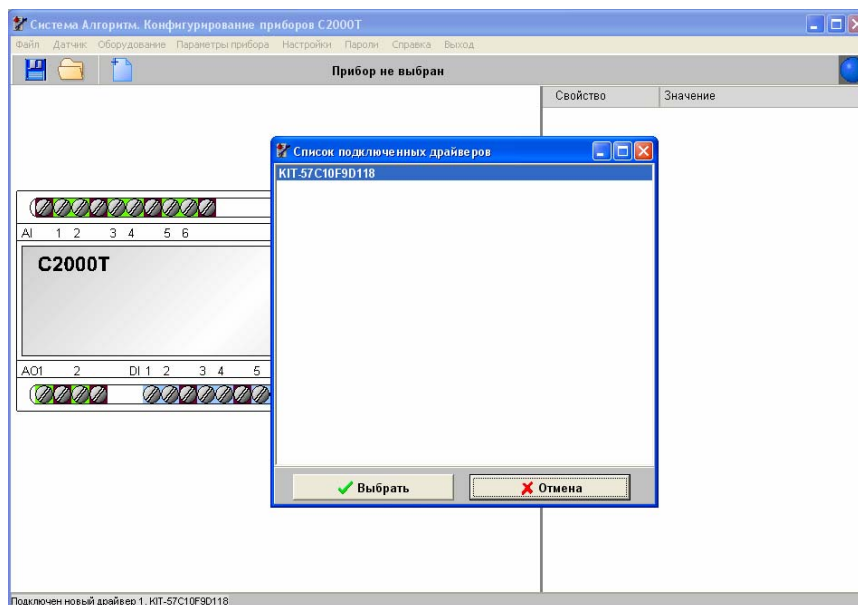 Система Алгоритм. Конфигурирование приборов С2000Т
Файл Датчик Оборудование Параметры прибора Настройки Пароли Справка Выход
Прибор не выбран
Свойство Значение
Список подключенных драйверов
KIT-57C10F9D118
AI 1 2 3 4 5 6
С2000Т
AO1 2 DI 1 2 3 4 5
Выбрать Отмена
Подключен новый драйвер 1. KIT-57C10F9D118